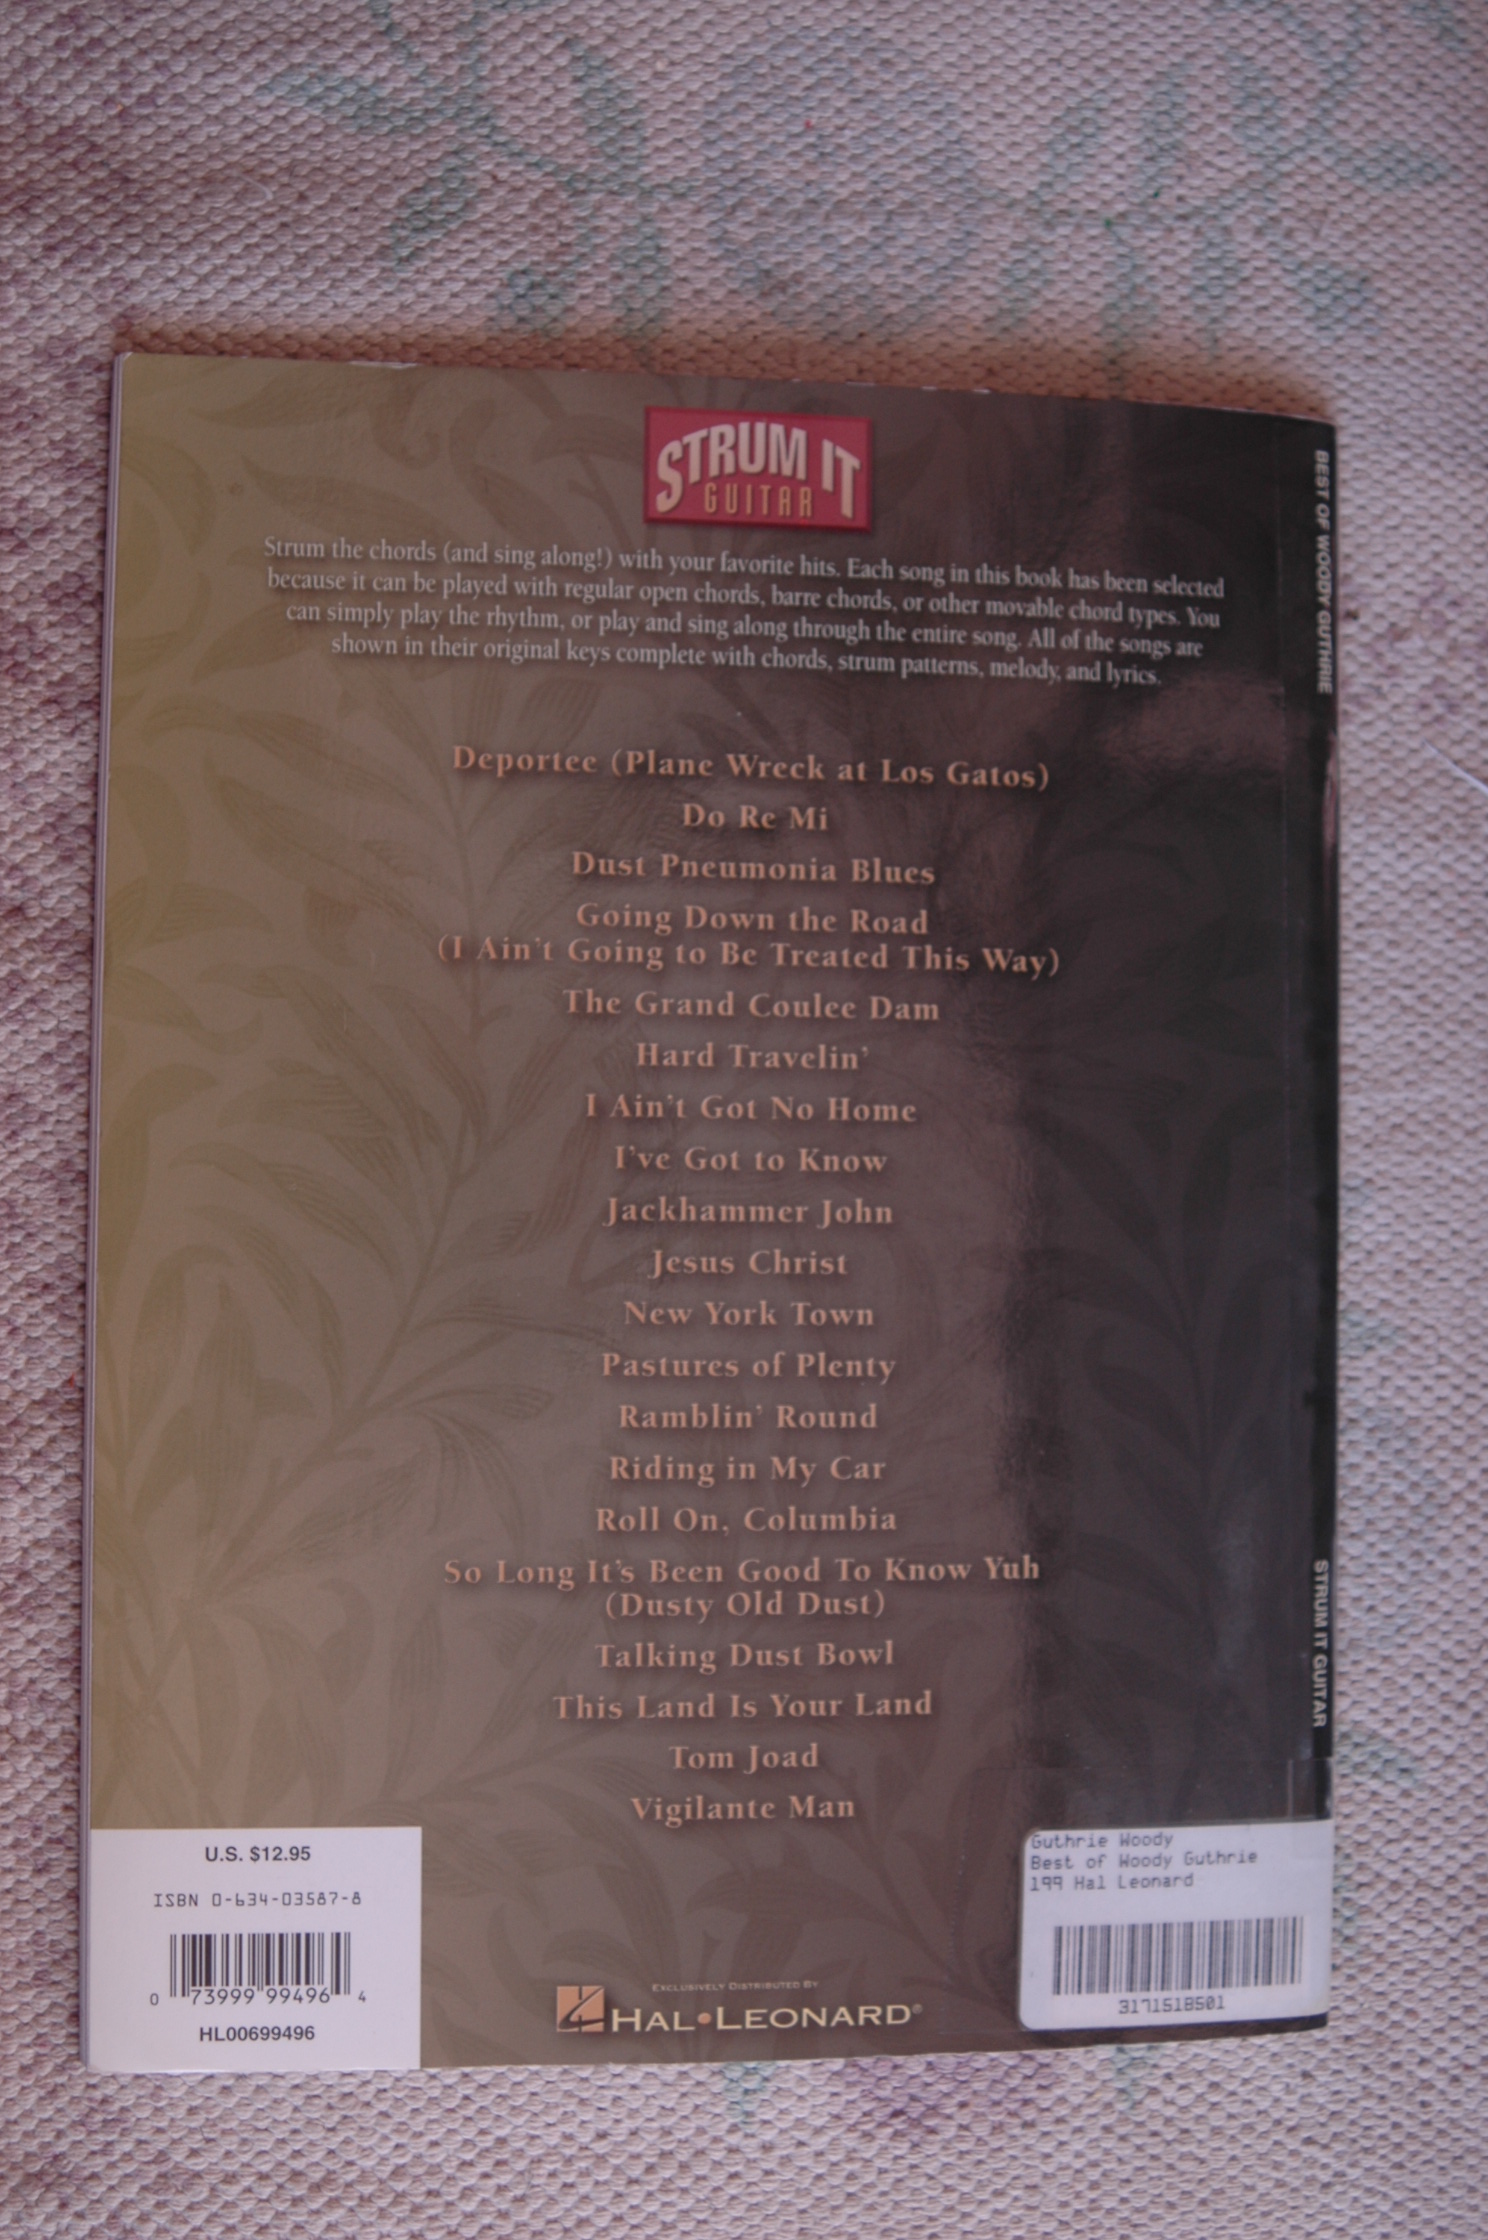 STRUM IT
GUITAR
Strum the chords (and sing along!) with your favorite hits. Each song in this book has been selected
because it can be played with regular open chords, barre chords, or other movable chord types. You
can simply play the rhythm, or play and sing along through the entire song. All of the songs are
shown in their original keys complete with chords, strum patterns, melody, and lyrics.
Deportee (Plane Wreck at Los Gatos)
Do Re Mi
Dust Pneumonia Blues
Going Down the Road
(I Ain't Going to Be Treated This Way)
The Grand Coulee Dam
Hard Travelin'
I Ain't Got No Home
I've Got to Know
Jackhammer John
Jesus Christ
New York Town
Pastures of Plenty
Ramblin' Round
Riding in My Car
Roll On, Columbia
So Long It's Been Good To Know Yuh
(Dusty Old Dust)
Talking Dust Bowl
This Land Is Your Land
Tom Joad
Vigilante Man
U.S. $12.95
ISBN 0-634-03587-8
0 73999 99496 4
HL00699496
EXCLUSIVELY DISTRIBUTED BY
HAL•LEONARD®
Guthrie Woody
Best of Woody Guthrie
199 Hal Leonard
3171518501
BEST OF WOODY GUTHRIE
STRUM IT GUITAR